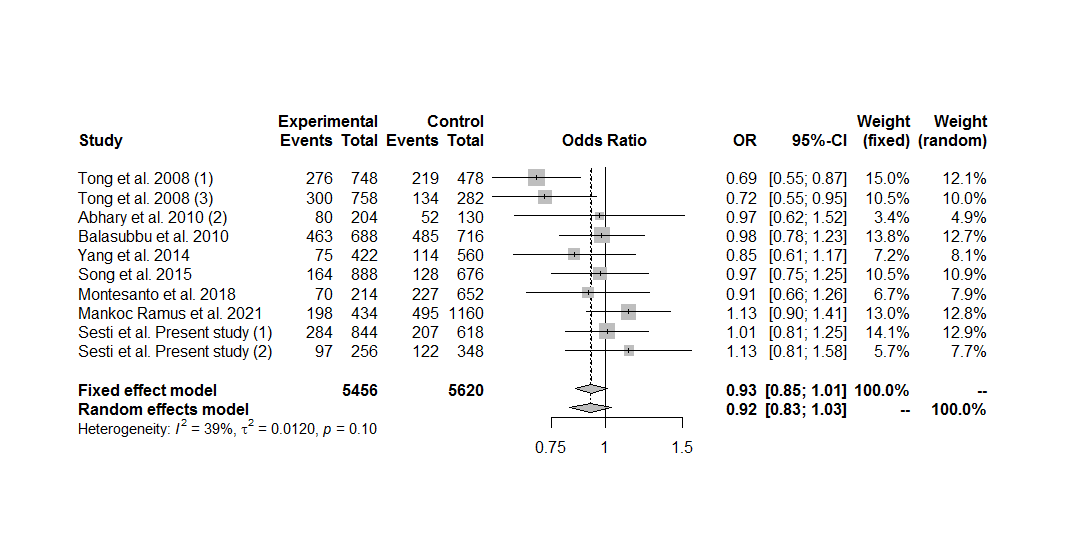 Experimental Control Weight Weight
Study Events Total Events Total Odds Ratio OR 95%-CI (fixed) (random)
Tong et al. 2008 (1) 276 748 219 478 0.69 [0.55; 0.87] 15.0% 12.1%
Tong et al. 2008 (3) 300 758 134 282 0.72 [0.55; 0.95] 10.5% 10.0%
Abhary et al. 2010 (2) 80 204 52 130 0.97 [0.62; 1.52] 3.4% 4.9%
Balasubbu et al. 2010 463 688 485 716 0.98 [0.78; 1.23] 13.8% 12.7%
Yang et al. 2014 75 422 114 560 0.85 [0.61; 1.17] 7.2% 8.1%
Song et al. 2015 164 888 128 676 0.97 [0.75; 1.25] 10.5% 10.9%
Montesanto et al. 2018 70 214 227 652 0.91 [0.66; 1.26] 6.7% 7.9%
Mankoc Ramus et al. 2021 198 434 495 1160 1.13 [0.90; 1.41] 13.0% 12.8%
Sesti et al. Present study (1) 284 844 207 618 1.01 [0.81; 1.25] 14.1% 12.9%
Sesti et al. Present study (2) 97 256 122 348 1.13 [0.81; 1.58] 5.7% 7.7%
Fixed effect model 5456 5620 0.93 [0.85; 1.01] 100.0% --
Random effects model 0.92 [0.83; 1.03] -- 100.0%
Heterogeneity: I² = 39%, τ² = 0.0120, p = 0.10
0.75 1 1.5